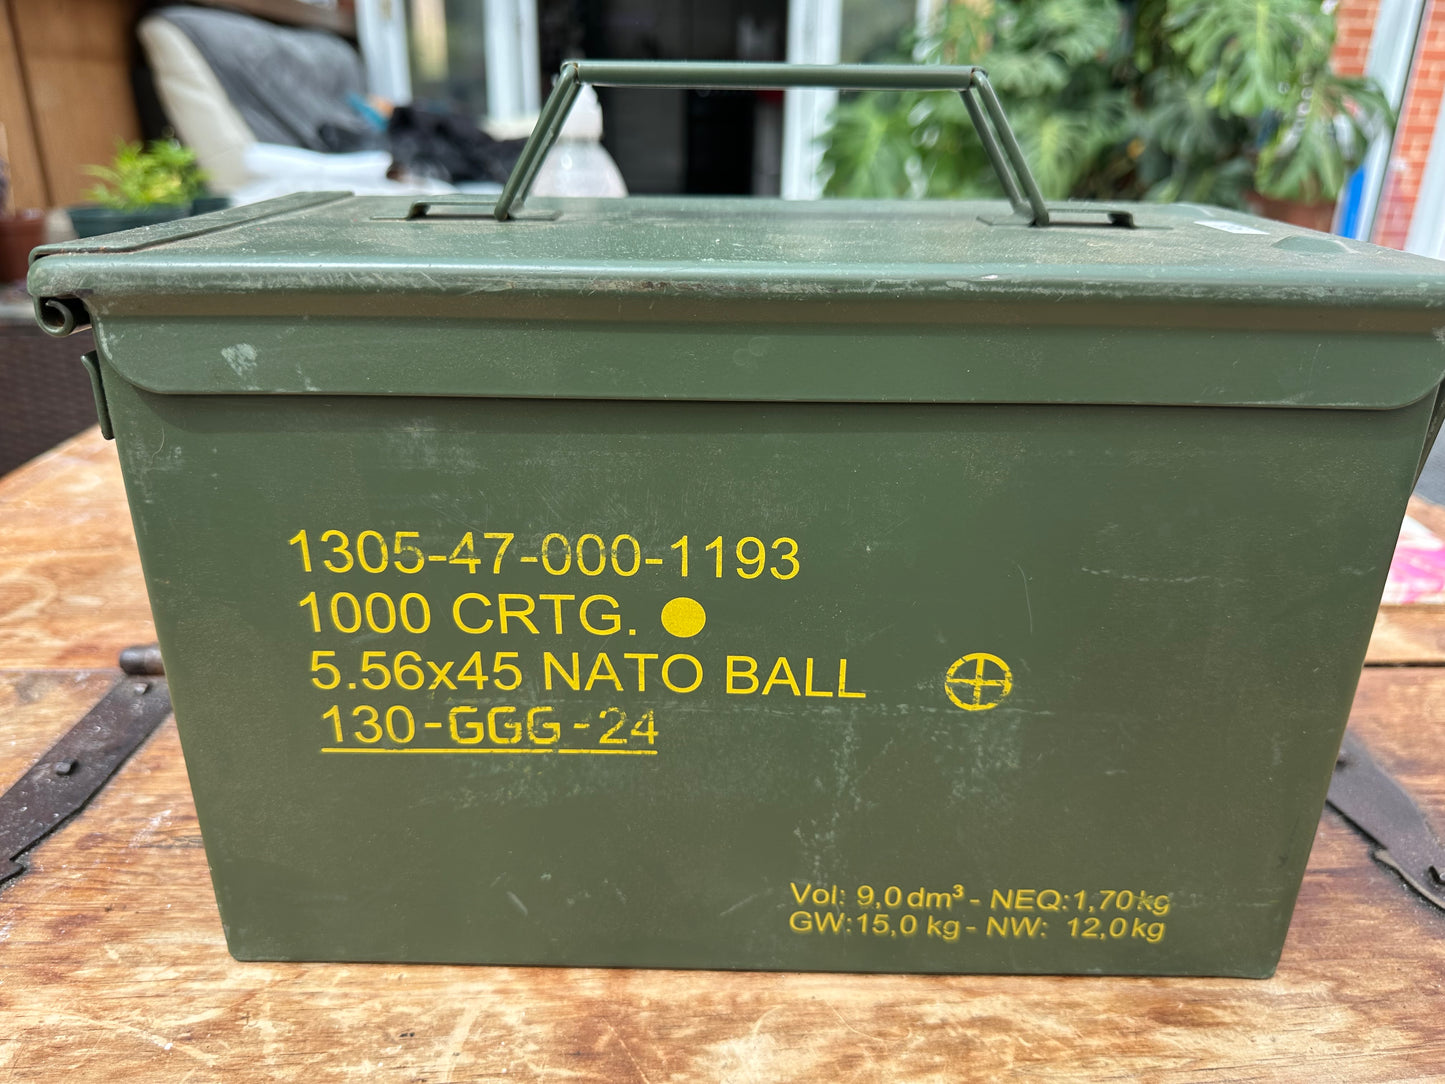 1305-47-000-1193
1000 CRTG.
5.56x45 NATO BALL
130-GGG-24
Vol: 9,0 dm³ - NEQ:1,70 kg
GW:15,0 kg - NW: 12,0 kg